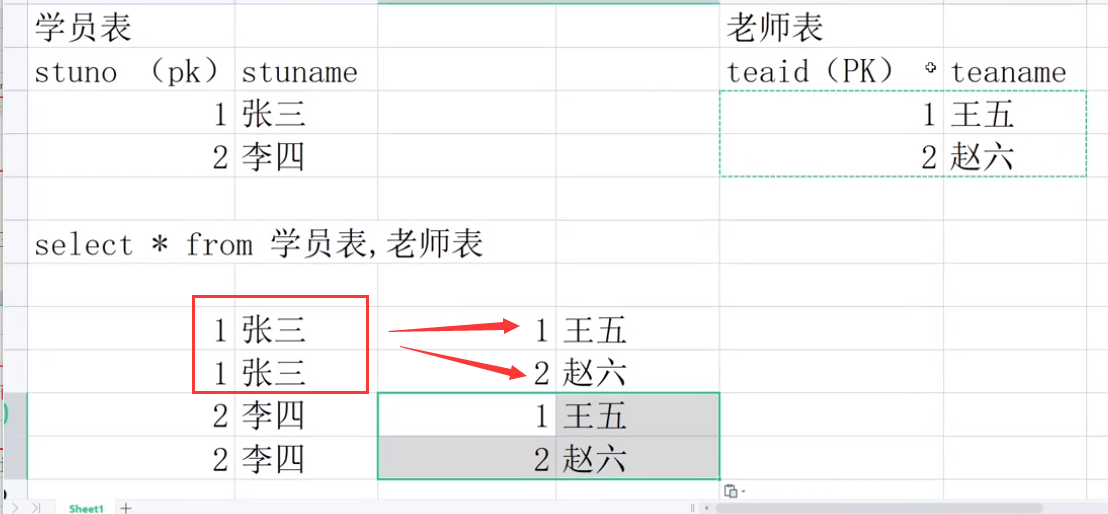 学员表 老师表
stuno （pk） stuname teaid（PK） teaname
1 张三 1 王五
2 李四 2 赵六
select * from 学员表,老师表
1 张三 1 王五
1 张三 2 赵六
2 李四 1 王五
2 李四 2 赵六
Sheet1